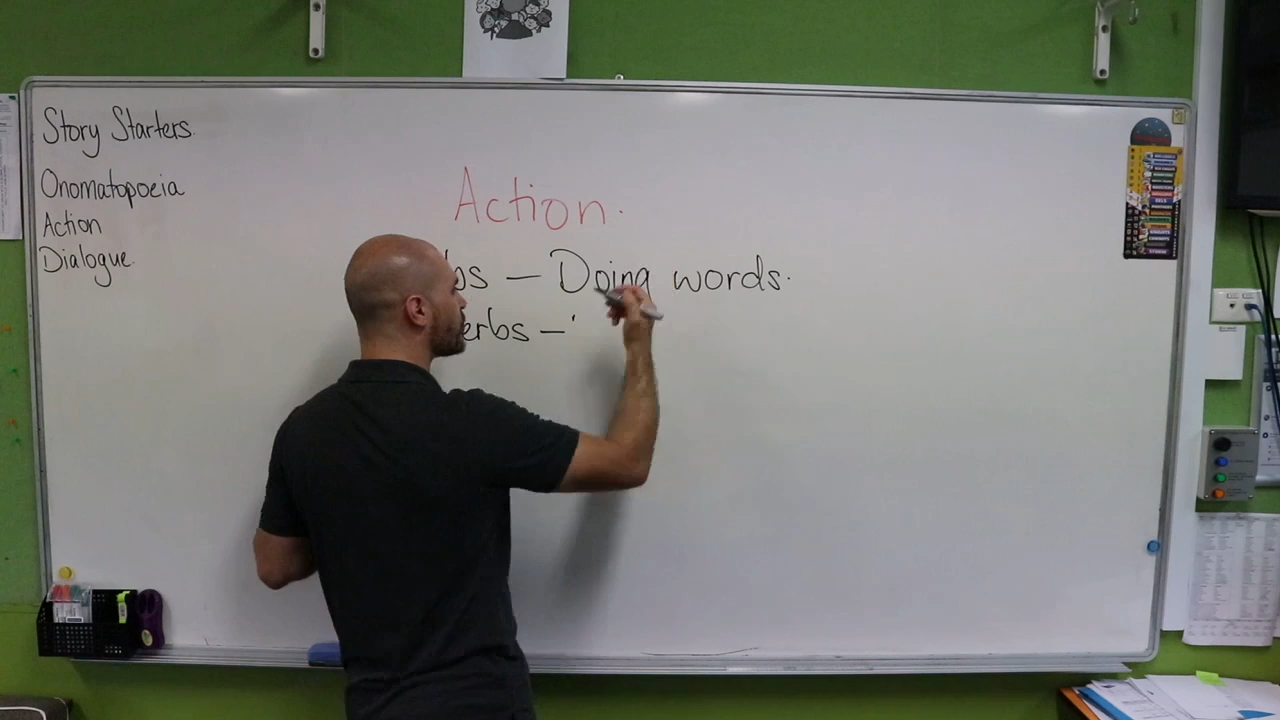 Story Starters.
Onomatopoeia
Action
Dialogue.
Action.
bs — Doing words.
erbs —'